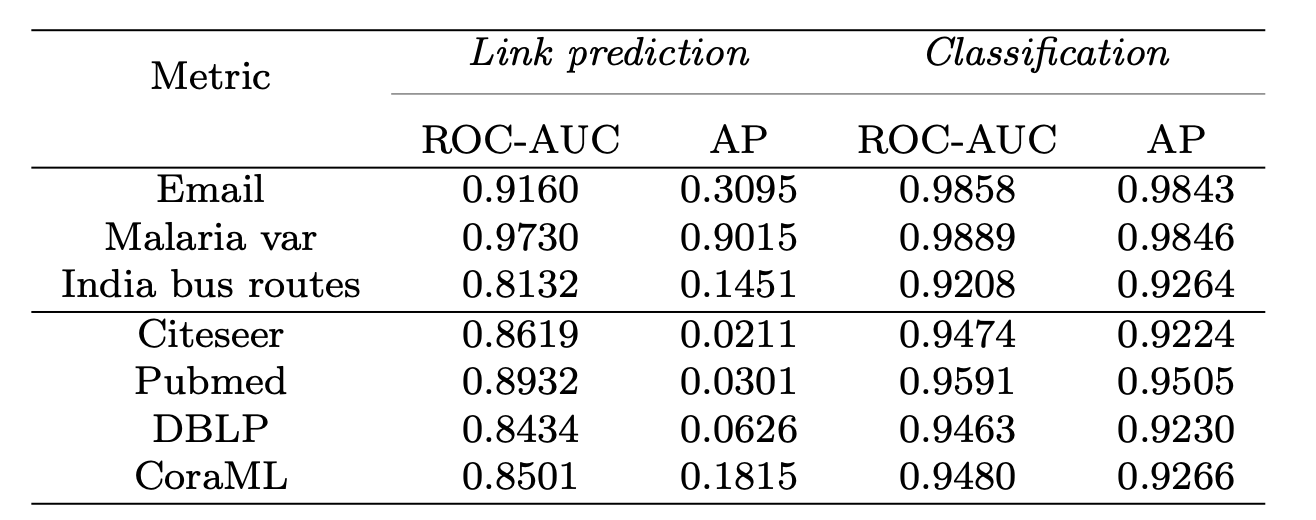 Metric Link prediction Classification
ROC-AUC AP ROC-AUC AP
Email 0.9160 0.3095 0.9858 0.9843
Malaria var 0.9730 0.9015 0.9889 0.9846
India bus routes 0.8132 0.1451 0.9208 0.9264
Citeseer 0.8619 0.0211 0.9474 0.9224
Pubmed 0.8932 0.0301 0.9591 0.9505
DBLP 0.8434 0.0626 0.9463 0.9230
CoraML 0.8501 0.1815 0.9480 0.9266